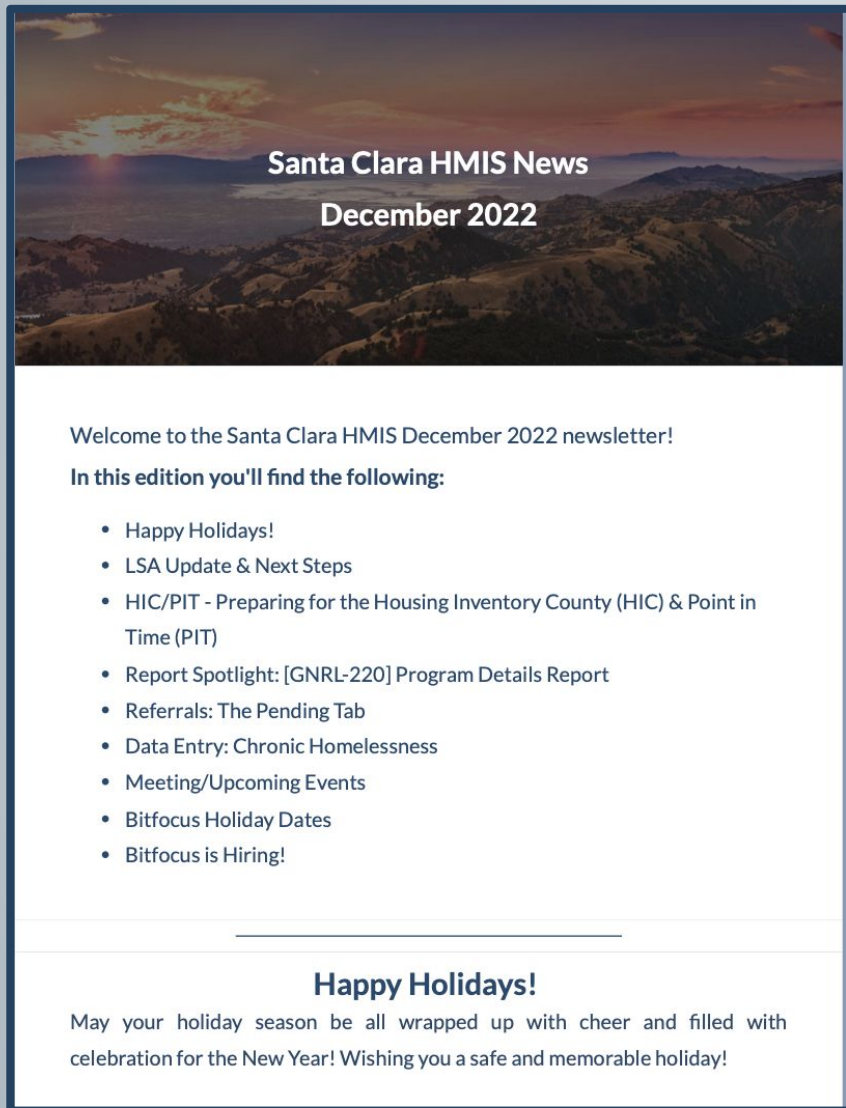 Santa Clara HMIS News
December 2022
Welcome to the Santa Clara HMIS December 2022 newsletter!
In this edition you'll find the following:
• Happy Holidays!
• LSA Update & Next Steps
• HIC/PIT - Preparing for the Housing Inventory County (HIC) & Point in
Time (PIT)
• Report Spotlight: [GNRL-220] Program Details Report
• Referrals: The Pending Tab
• Data Entry: Chronic Homelessness
• Meeting/Upcoming Events
• Bitfocus Holiday Dates
• Bitfocus is Hiring!
Happy Holidays!
May your holiday season be all wrapped up with cheer and filled with
celebration for the New Year! Wishing you a safe and memorable holiday!